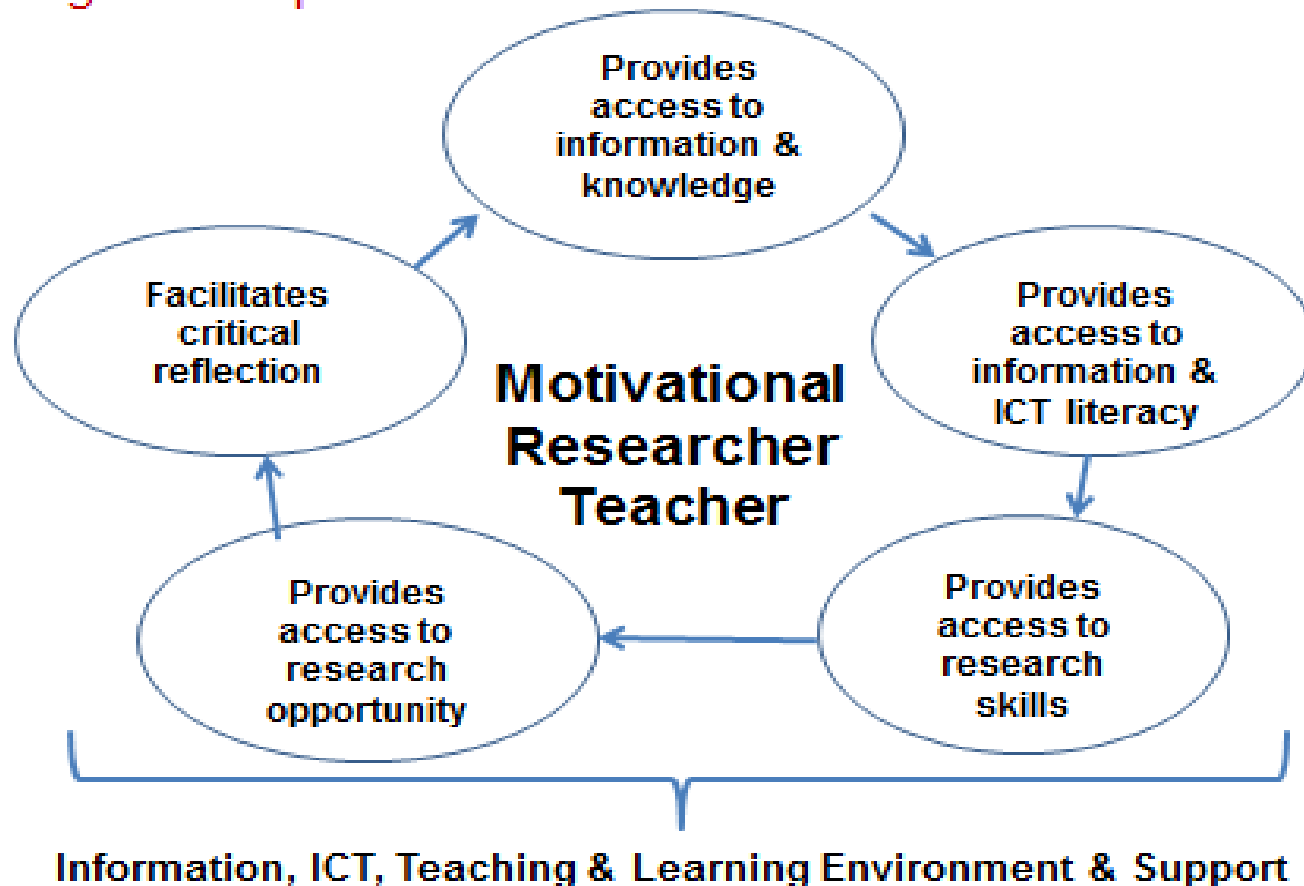 Provides
access to
information &
knowledge
Facilitates
critical
reflection
Provides
access to
information &
ICT literacy
Motivational
Researcher
Teacher
Provides
access to
research
opportunity
Provides
access to
research
skills
Information, ICT, Teaching & Learning Environment & Support